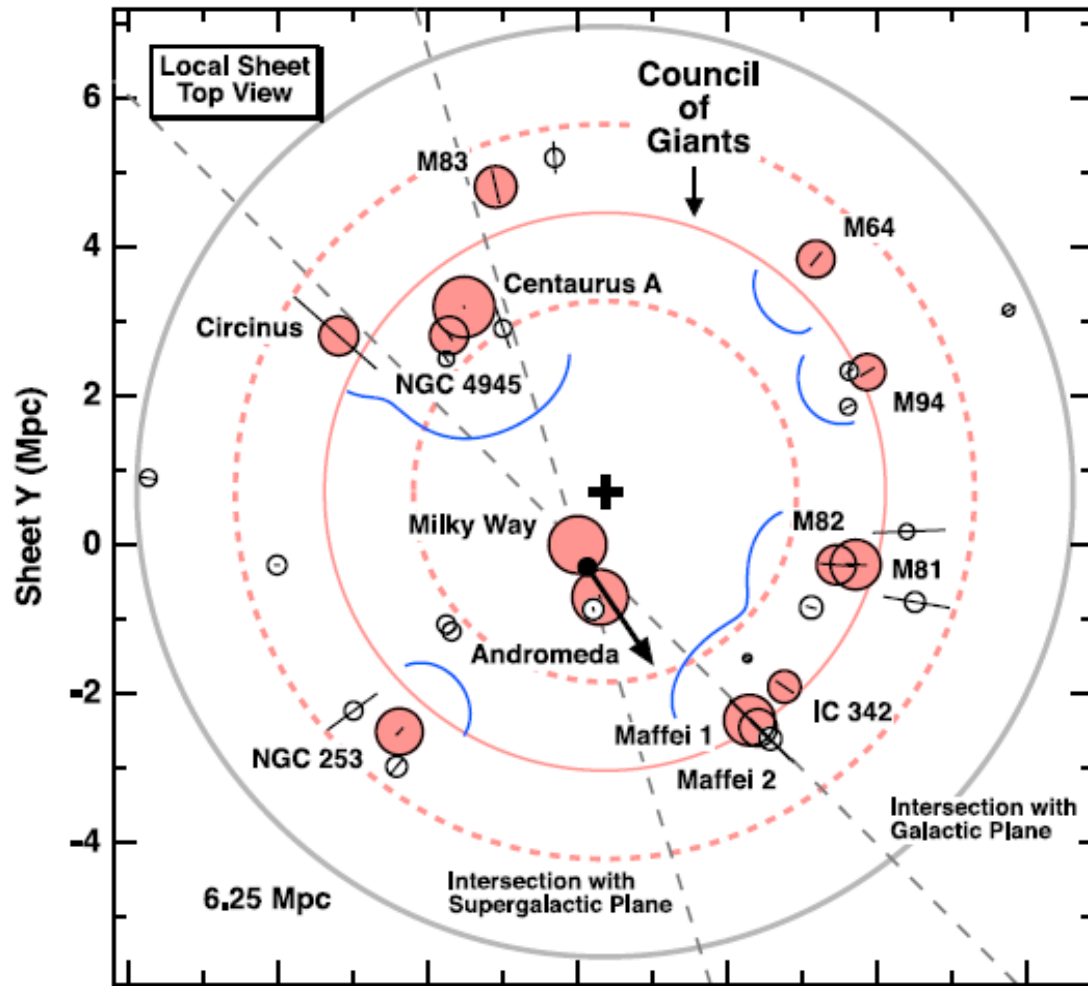 Local Sheet
Top View
Council
of
Giants
M83
M64
Centaurus A
Circinus
NGC 4945
M94
Milky Way
M82
M81
Andromeda
IC 342
Maffei 1
Maffei 2
NGC 253
Intersection with
Galactic Plane
Intersection with
Supergalactic Plane
6.25 Mpc
Sheet Y (Mpc)
6
4
2
0
-2
-4